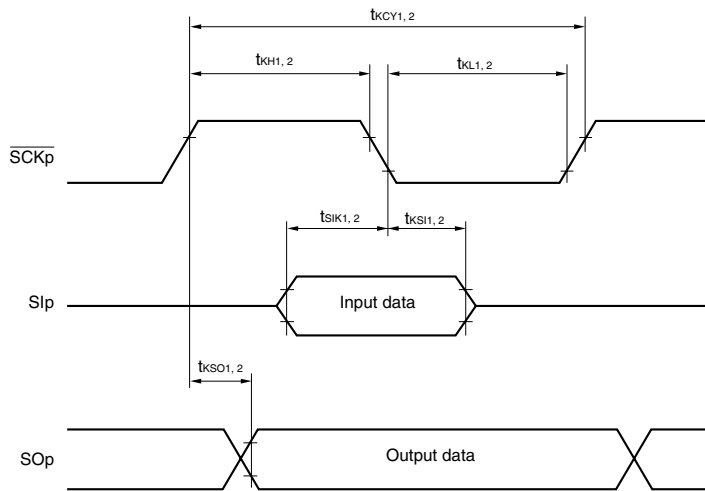 tKCY1, 2
tKH1, 2
tKL1, 2
SCKp
tSIK1, 2
tKSI1, 2
SIp
Input data
tKSO1, 2
SOp
Output data